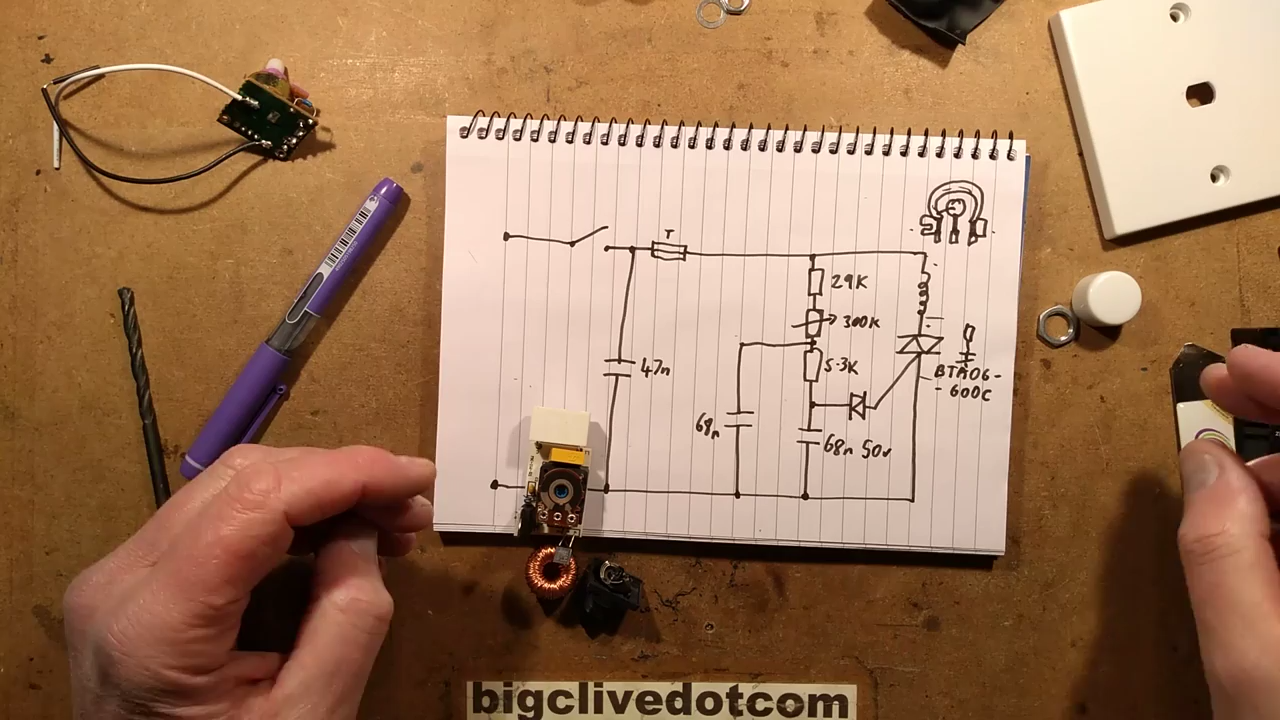 T
29K
300K
47n
5·3K
BTA06-
-600C
68n
68n 50v
bigclivedotcom